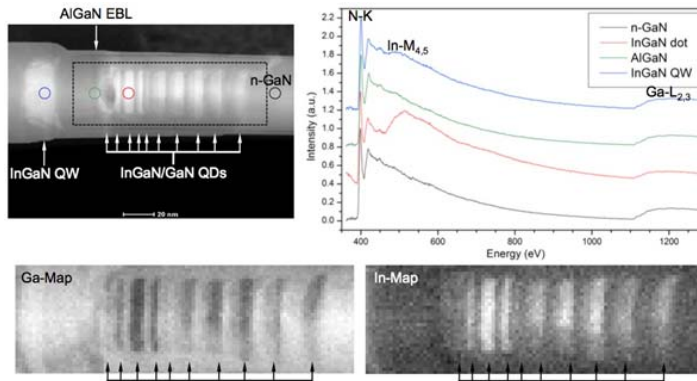 AlGaN EBL
n-GaN
InGaN QW
InGaN/GaN QDs
20 nm
N-K
In-M4,5
Ga-L2,3
n-GaN
InGaN dot
AlGaN
InGaN QW
Intensity (a.u.)
2.2
2.0
1.8
1.6
1.4
1.2
1.0
0.8
0.6
0.4
0.2
0.0
400
600
800
1000
1200
Energy (eV)
Ga-Map
In-Map